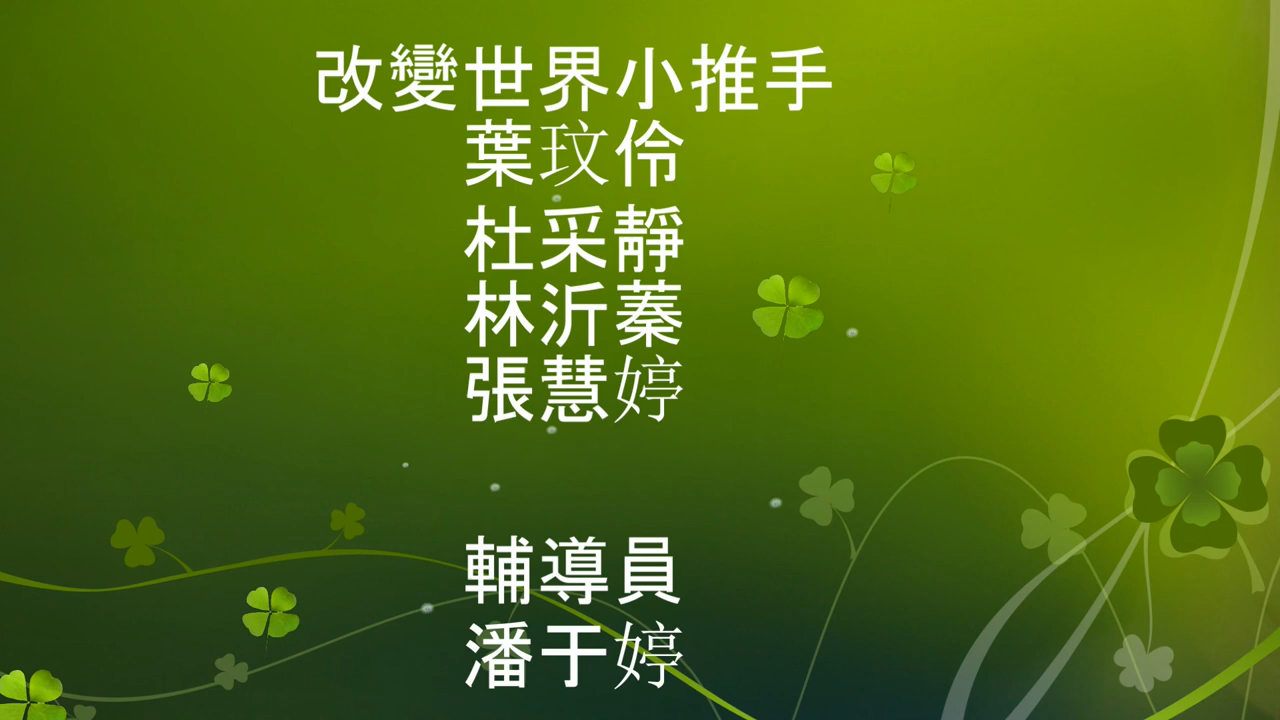 改變世界小推手
葉玟伶
杜采靜
林沂蓁
張慧婷
輔導員
潘于婷